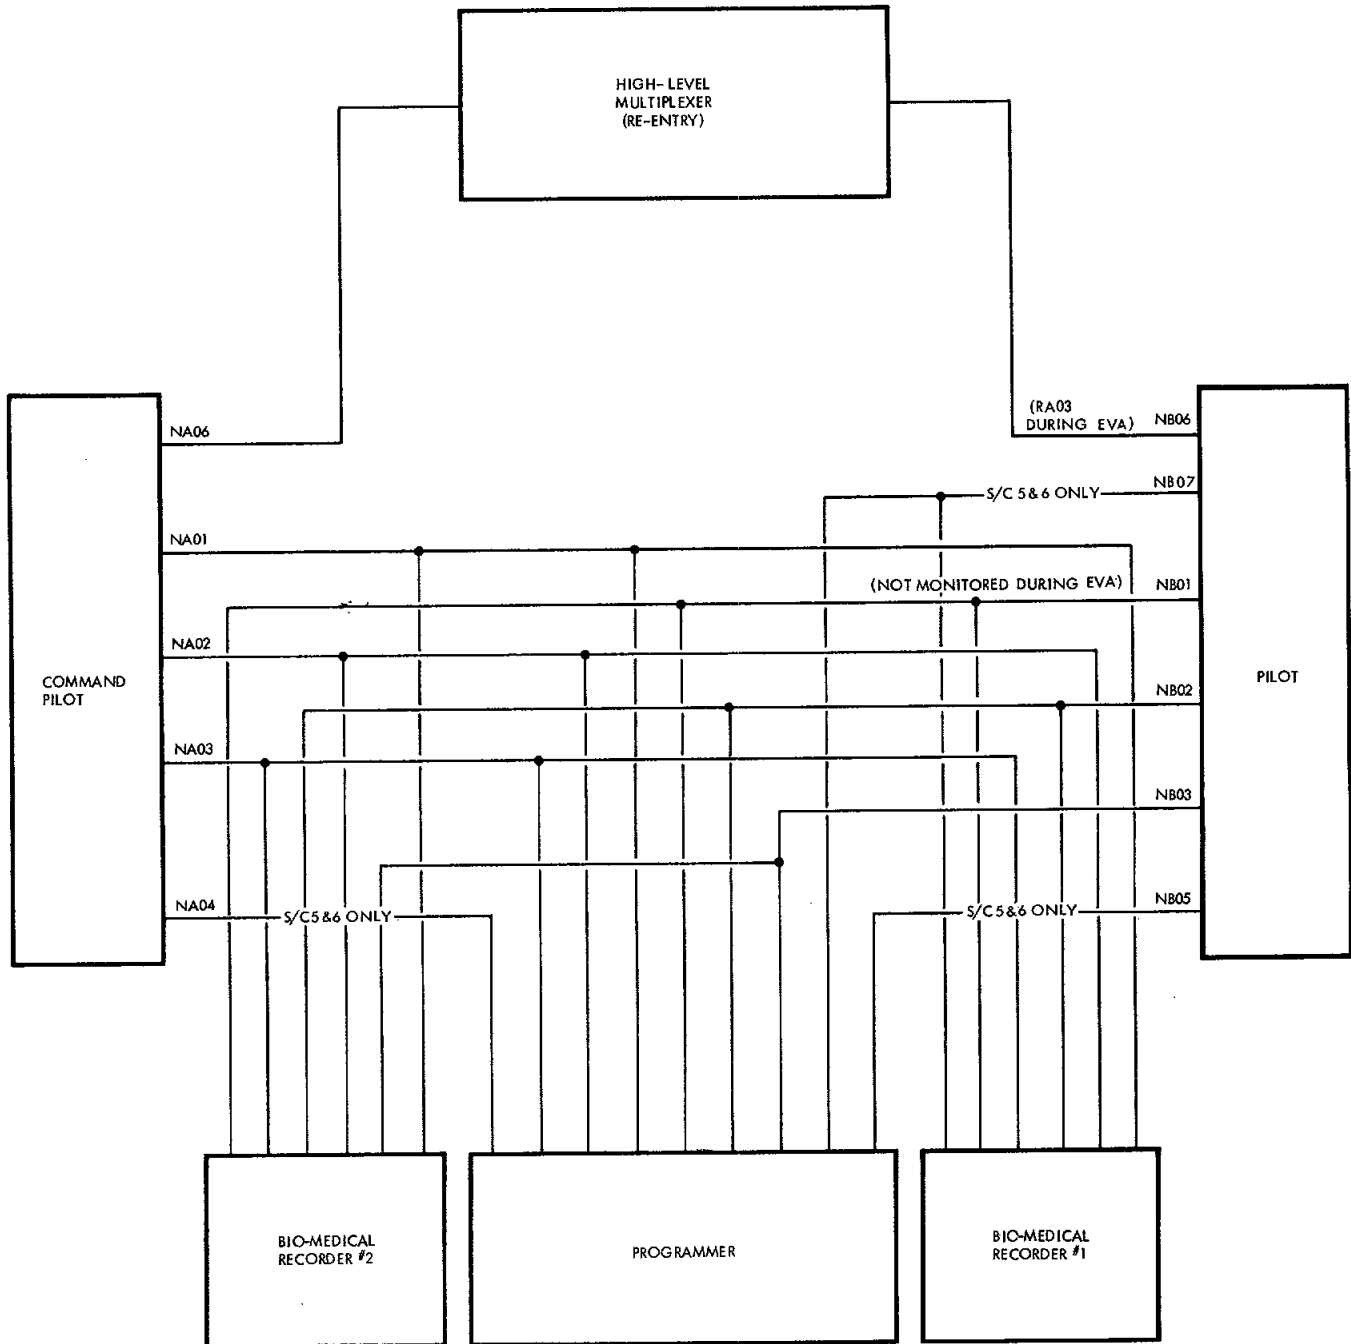 HIGH-LEVEL
MULTIPLEXER
(RE-ENTRY)
(RA03
DURING EVA)
NB06
NA06
NB07
S/C 5&6 ONLY
NA01
(NOT MONITORED DURING EVA)
NB01
NA02
COMMAND
PILOT
PILOT
NB02
NA03
NB03
NA04
S/C5&6 ONLY
S/C5&6 ONLY
NB05
BIO-MEDICAL
RECORDER #2
PROGRAMMER
BIO-MEDICAL
RECORDER #1